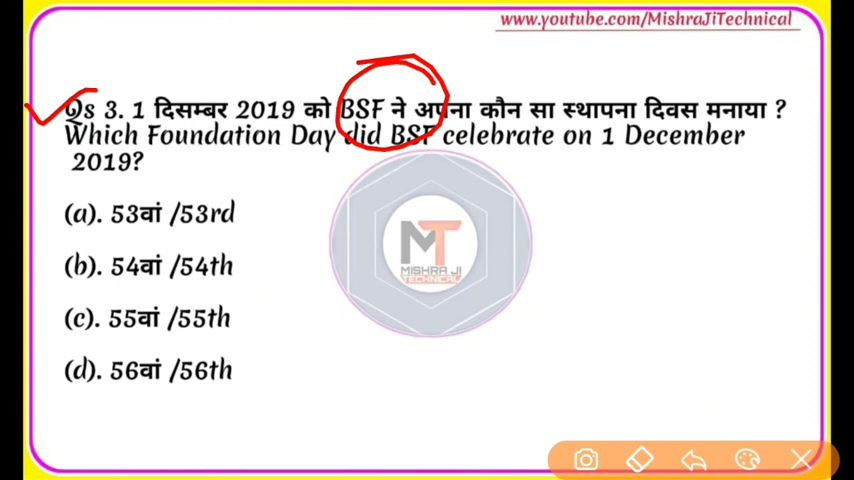 www.youtube.com/MishraJiTechnical
Qs 3. 1 दिसम्बर 2019 को BSF ने अपना कौन सा स्थापना दिवस मनाया ?
Which Foundation Day did BSF celebrate on 1 December
2019?
(a). 53वां /53rd
MT
MISHRA JI
TECHNICAL
(b). 54वां /54th
(c). 55वां /55th
(d). 56वां /56th